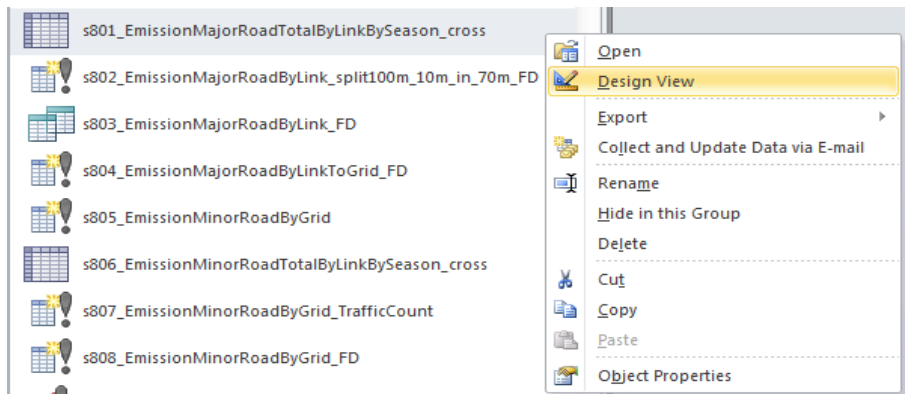 s801_EmissionMajorRoadTotalByLinkBySeason_cross
s802_EmissionMajorRoadByLink_split100m_10m_in_70m_FD
s803_EmissionMajorRoadByLink_FD
s804_EmissionMajorRoadByLinkToGrid_FD
s805_EmissionMinorRoadByGrid
s806_EmissionMinorRoadTotalByLinkBySeason_cross
s807_EmissionMinorRoadByGrid_TrafficCount
s808_EmissionMinorRoadByGrid_FD
Open
Design View
Export
Collect and Update Data via E-mail
Rename
Hide in this Group
Delete
Cut
Copy
Paste
Object Properties